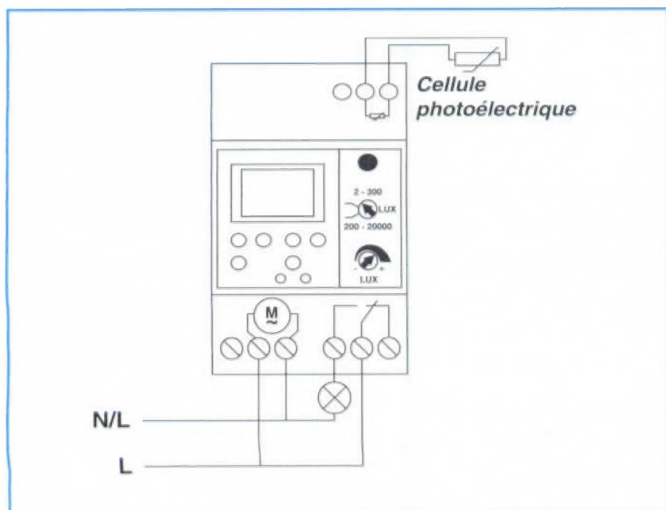 Cellule
photoélectrique
2 - 300
LUX
200 - 20000
- +
LUX
M
~
N/L
L